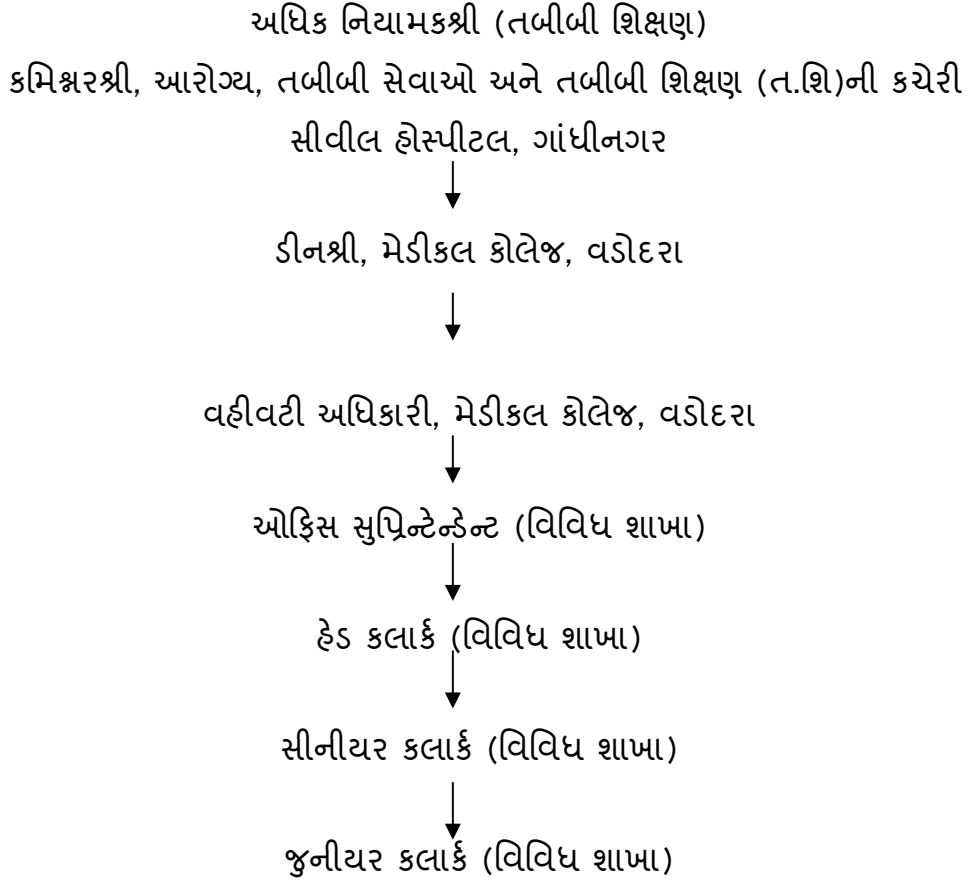 અધિક નિયામકશ્રી (તબીબી શિક્ષણ)
કમિશ્નરશ્રી, આરોગ્ય, તબીબી સેવાઓ અને તબીબી શિક્ષણ (ત.શિ)ની કચેરી
સીવીલ હોસ્પીટલ, ગાંધીનગર
ડીનશ્રી, મેડીકલ કોલેજ, વડોદરા
વહીવટી અધિકારી, મેડીકલ કોલેજ, વડોદરા
ઓફિસ સુપ્રિન્ટેન્ડેન્ટ (વિવિધ શાખા)
હેડ કલાર્ક (વિવિધ શાખા)
સીનીયર કલાર્ક (વિવિધ શાખા)
જુનીયર કલાર્ક (વિવિધ શાખા)